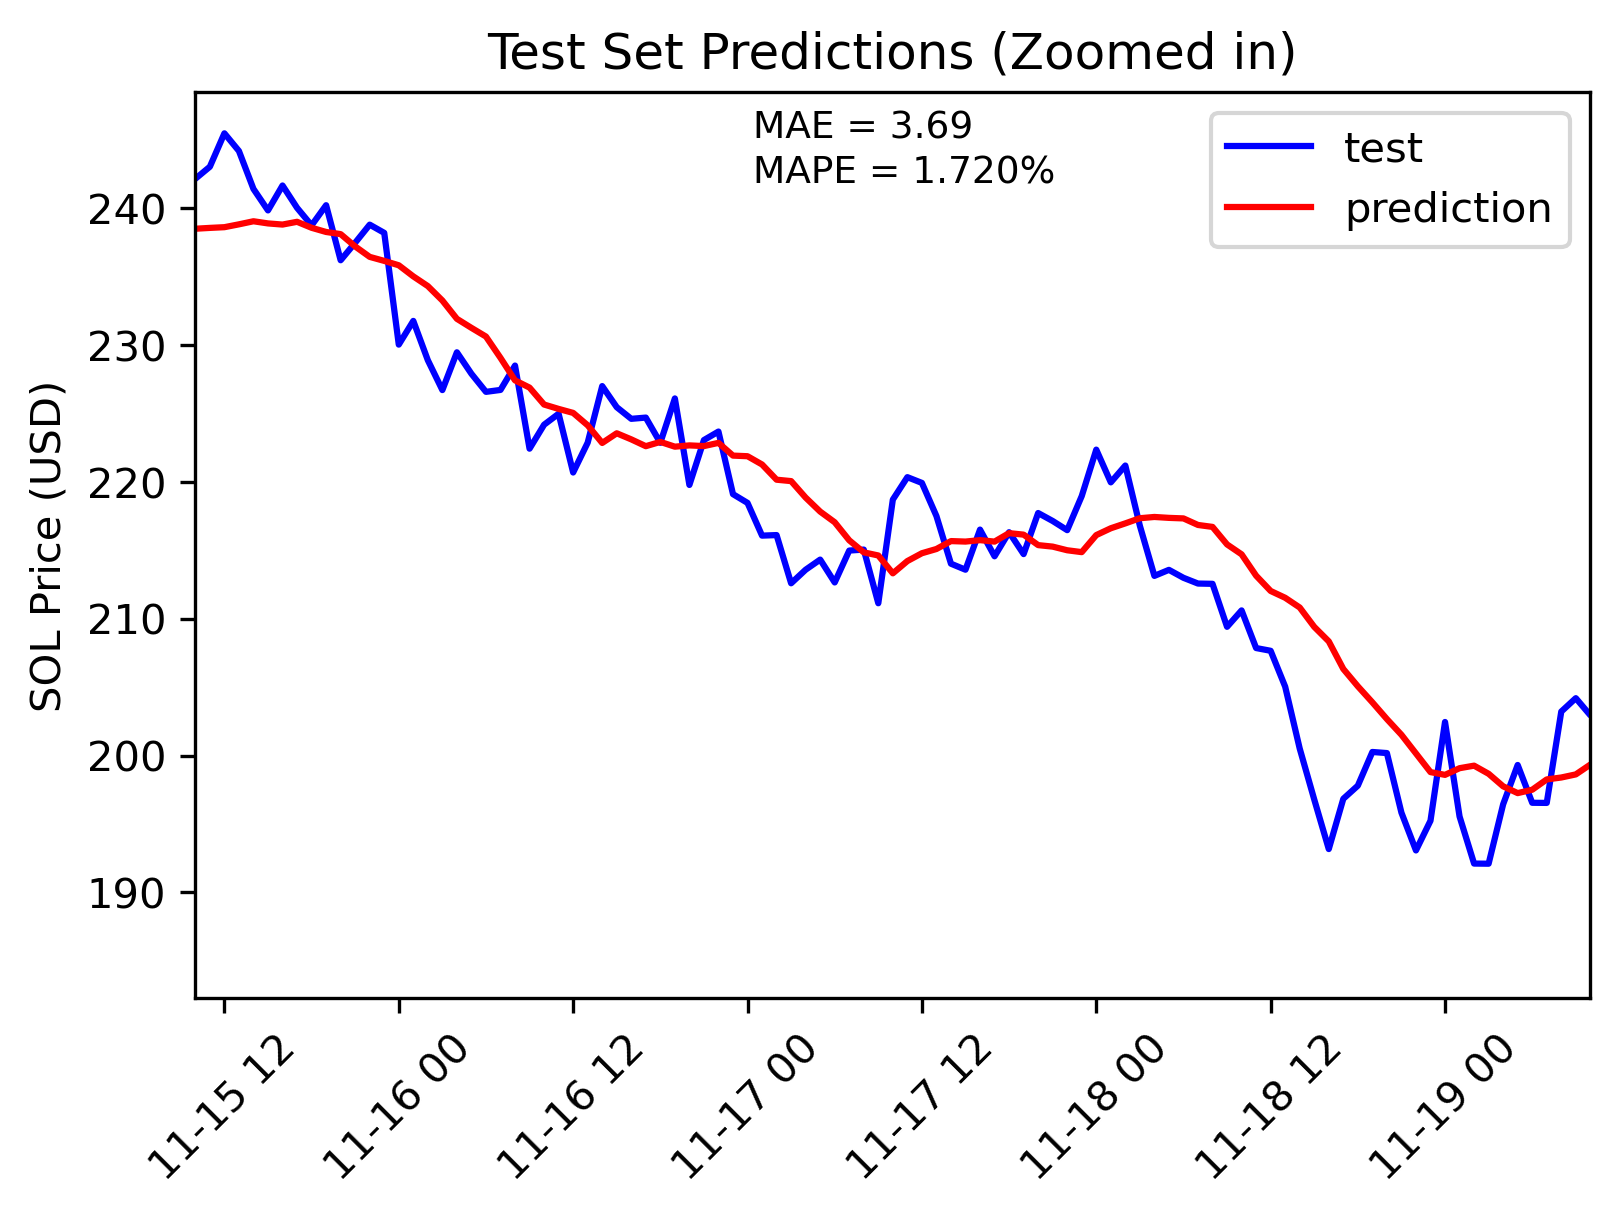 Test Set Predictions (Zoomed in)
MAE = 3.69
MAPE = 1.720%
test
prediction
SOL Price (USD)
240
230
220
210
200
190
11-15 12
11-16 00
11-16 12
11-17 00
11-17 12
11-18 00
11-18 12
11-19 00